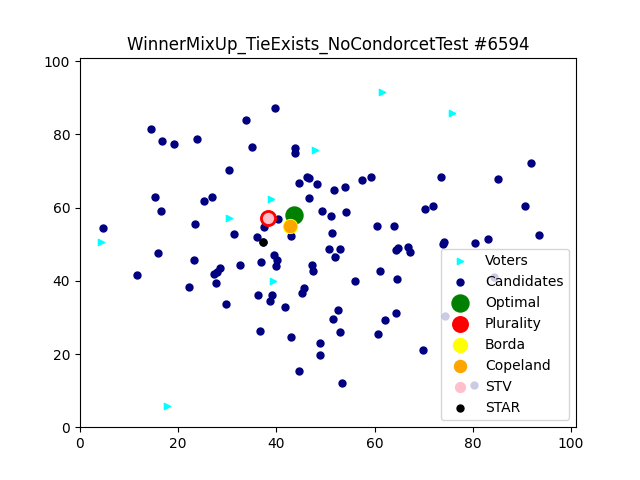 WinnerMixUp_TieExists_NoCondorcetTest #6594
100
80
60
40
20
0
0 20 40 60 80 100
Voters
Candidates
Optimal
Plurality
Borda
Copeland
STV
STAR